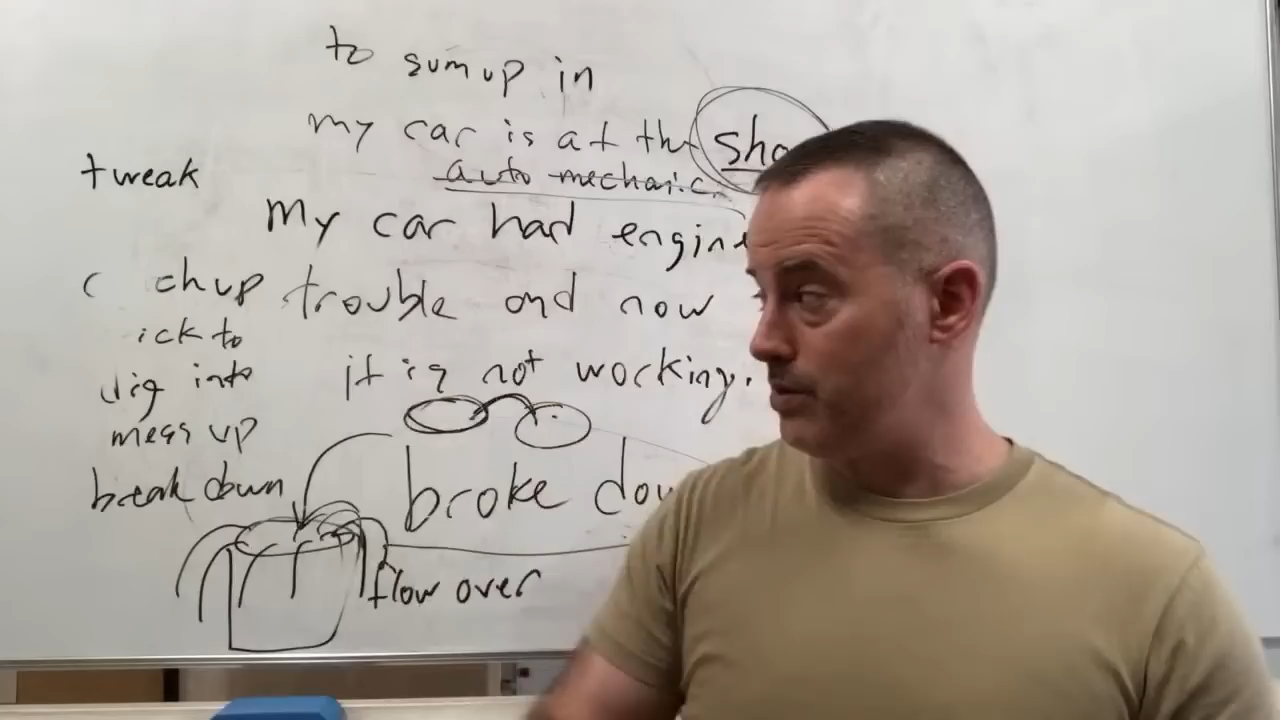 to sum up in
my car is at the sho
auto mechanic
tweak
My car had engine
c chup
trouble and now
ick to
it is not working.
dig into
mess up
break down
broke dow
flow over